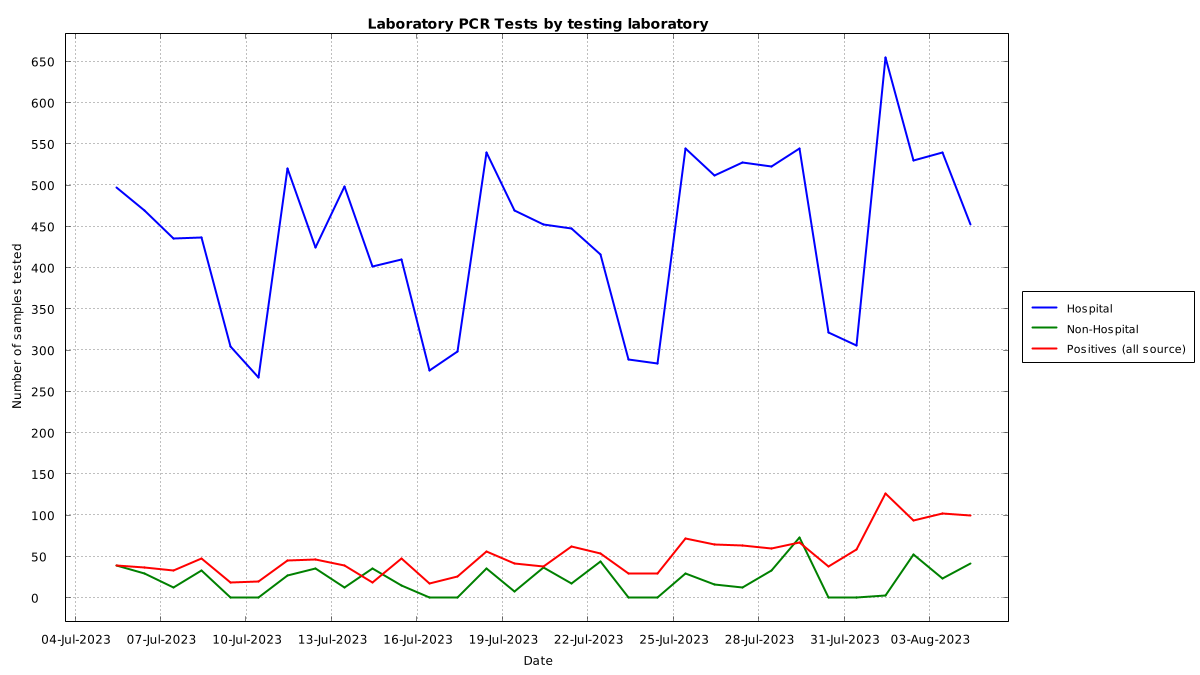 Laboratory PCR Tests by testing laboratory
Number of samples tested
650
600
550
500
450
400
350
300
250
200
150
100
50
0
04-Jul-2023 07-Jul-2023 10-Jul-2023 13-Jul-2023 16-Jul-2023 19-Jul-2023 22-Jul-2023 25-Jul-2023 28-Jul-2023 31-Jul-2023 03-Aug-2023
Date
Hospital
Non-Hospital
Positives (all source)